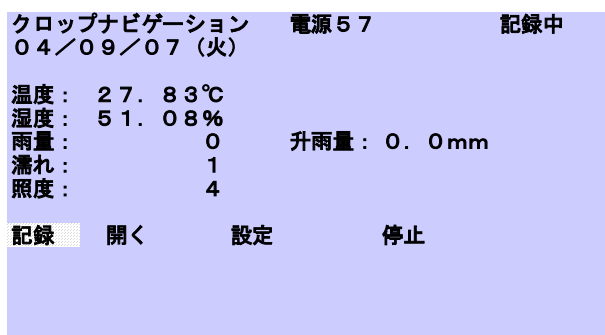 クロップナビゲーション 電源57 記録中
04／09／07（火）
温度： 27．83℃
湿度： 51．08%
雨量： 0 升雨量：0．0mm
濡れ： 1
照度： 4
記録 開く 設定 停止